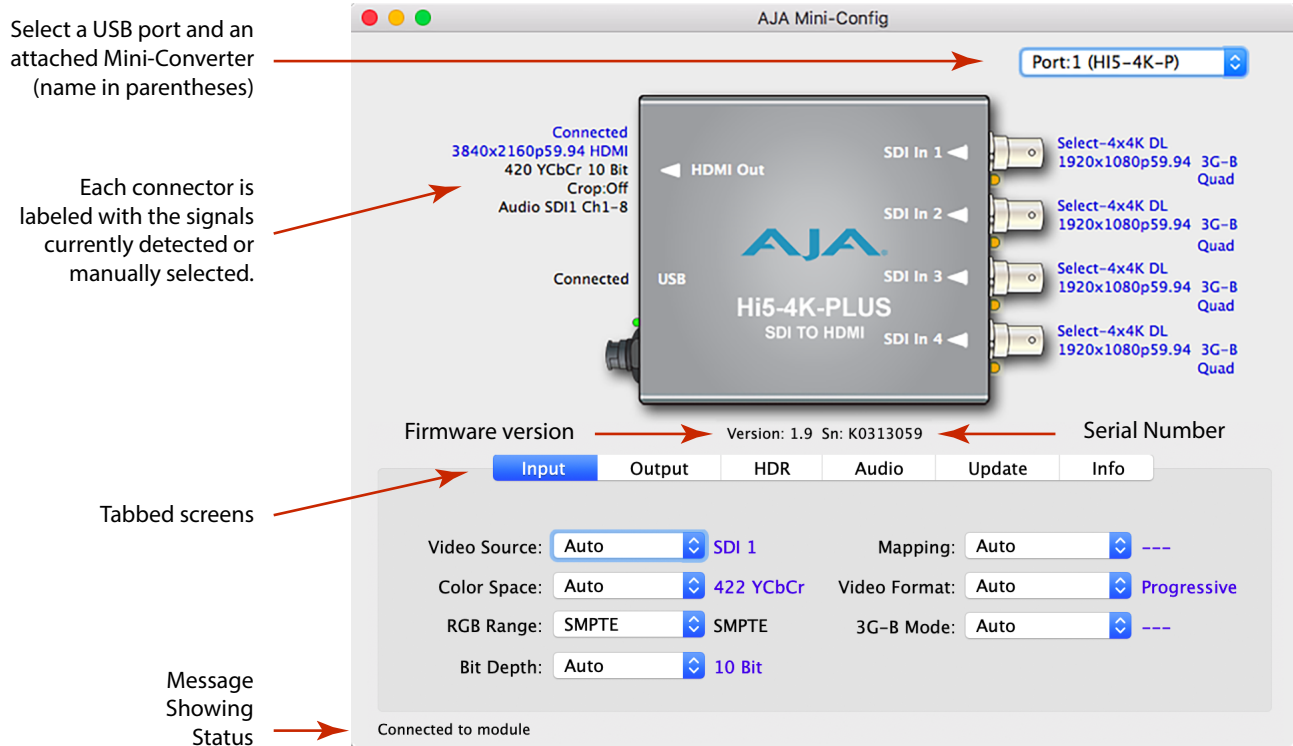 AJA Mini-Config
Select a USB port and an
attached Mini-Converter
(name in parentheses)
Port:1 (HI5-4K-P)
Connected
3840x2160p59.94 HDMI
420 YCbCr 10 Bit
Crop:Off
Audio SDI1 Ch1-8
HDMI Out
SDI In 1
Select-4x4K DL
1920x1080p59.94 3G-B
Quad
Each connector is
labeled with the signals
currently detected or
manually selected.
SDI In 2
Select-4x4K DL
1920x1080p59.94 3G-B
Quad
AJA
Connected
USB
SDI In 3
Select-4x4K DL
1920x1080p59.94 3G-B
Quad
Hi5-4K-PLUS
SDI TO HDMI
SDI In 4
Select-4x4K DL
1920x1080p59.94 3G-B
Quad
Firmware version
Version: 1.9 Sn: K0313059
Serial Number
Tabbed screens
Input Output HDR Audio Update Info
Video Source: Auto SDI 1 Mapping: Auto ---
Color Space: Auto 422 YCbCr Video Format: Auto Progressive
RGB Range: SMPTE SMPTE 3G-B Mode: Auto ---
Bit Depth: Auto 10 Bit
Message
Showing
Status
Connected to module